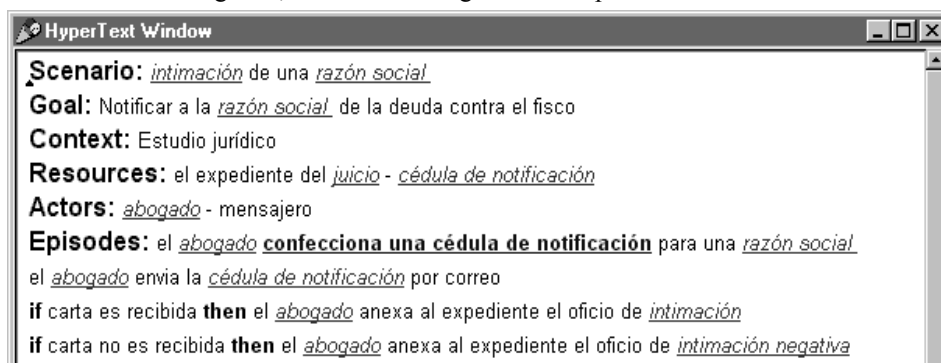 HyperText Window
Scenario: intimación de una razón social
Goal: Notificar a la razón social de la deuda contra el fisco
Context: Estudio jurídico
Resources: el expediente del juicio - cédula de notificación
Actors: abogado - mensajero
Episodes: el abogado confecciona una cédula de notificación para una razón social
el abogado envia la cédula de notificación por correo
if carta es recibida then el abogado anexa al expediente el oficio de intimación
if carta no es recibida then el abogado anexa al expediente el oficio de intimación negativa